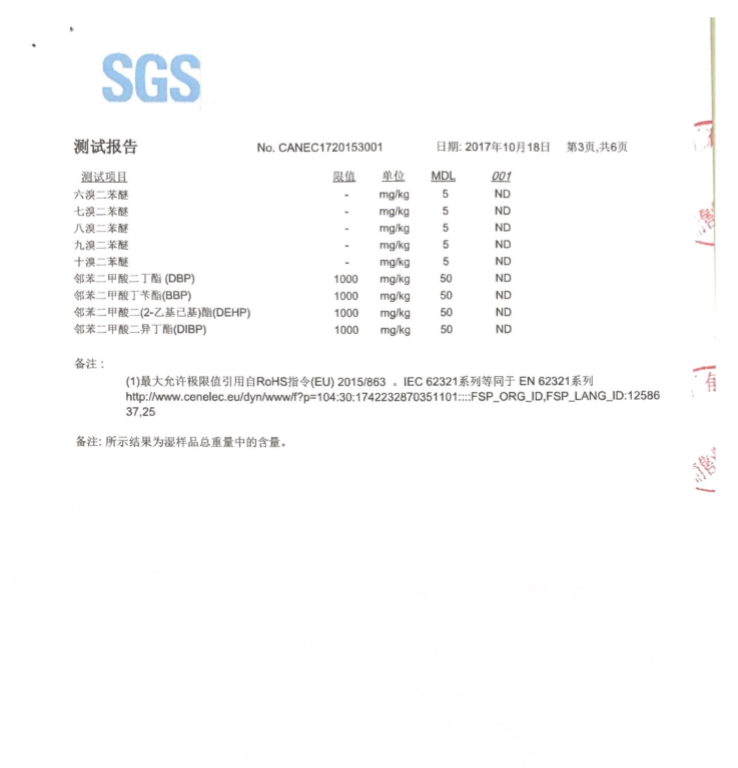 SGS
测试报告 No. CANEC1720153001 日期: 2017年10月18日 第3页,共6页
测试项目 限值 单位 MDL 001
六溴二苯醚 - mg/kg 5 ND
七溴二苯醚 - mg/kg 5 ND
八溴二苯醚 - mg/kg 5 ND
九溴二苯醚 - mg/kg 5 ND
十溴二苯醚 - mg/kg 5 ND
邻苯二甲酸二丁酯 (DBP) 1000 mg/kg 50 ND
邻苯二甲酸丁苄酯(BBP) 1000 mg/kg 50 ND
邻苯二甲酸二(2-乙基已基)酯(DEHP) 1000 mg/kg 50 ND
邻苯二甲酸二异丁酯(DIBP) 1000 mg/kg 50 ND
备注：
(1)最大允许极限值引用自RoHS指令(EU) 2015/863 。IEC 62321系列等同于 EN 62321系列
http://www.cenelec.eu/dyn/www/f?p=104:30:1742232870351101::::FSP_ORG_ID,FSP_LANG_ID:12586
37,25
备注: 所示结果为湿样品总重量中的含量。
有
销售